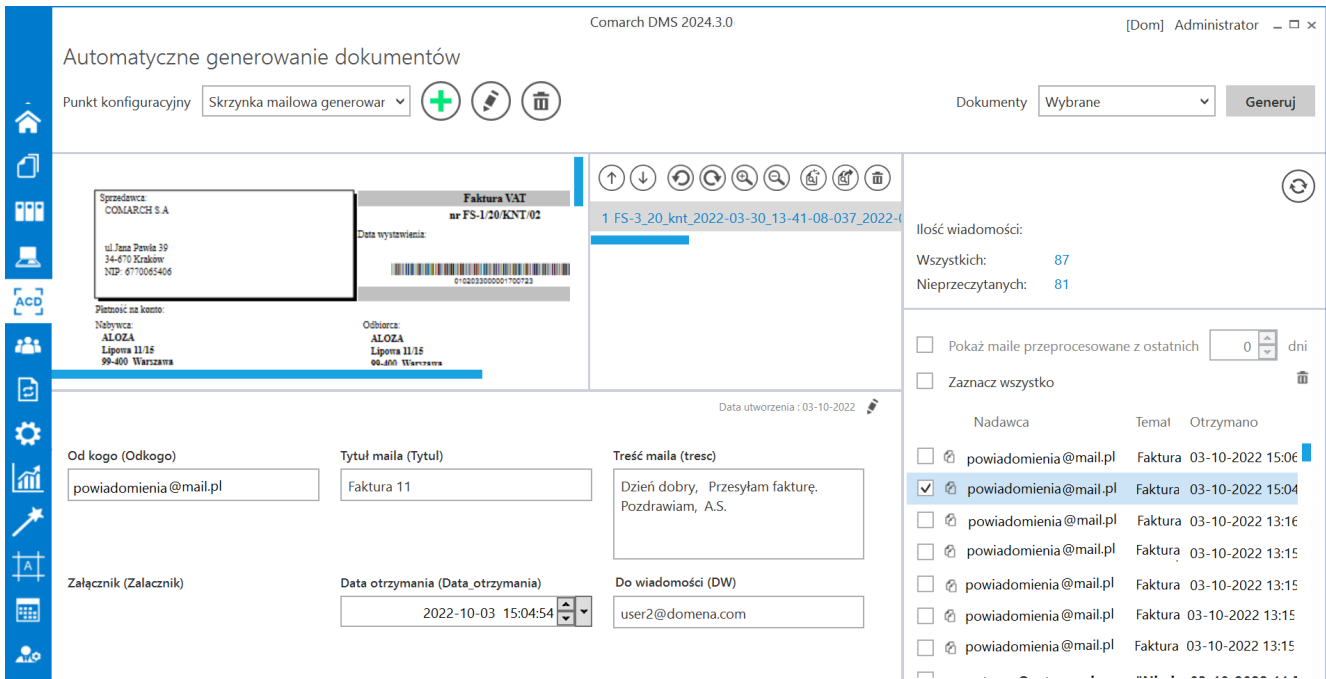 Comarch DMS 2024.3.0
[Dom] Administrator
Automatyczne generowanie dokumentów
Punkt konfiguracyjny
Skrzynka mailowa generowar
Dokumenty
Wybrane
Generuj
ACD
A
Sprzedawca:
COMARCH S.A
ul.Jana Pawła 39
34-670 Kraków
NIP: 6770065406
Faktura VAT
nr FS-1/20/KNT/02
Data wystawienia:
0102033000001700723
Płatność na konto:
Nabywca:
ALOZA
Lipowa 11/15
99-400 Warszawa
Odbiorca:
ALOZA
Lipowa 11/15
99-400 Warszawa
1 FS-3_20_knt_2022-03-30_13-41-08-037_2022-0
Ilość wiadomości:
Wszystkich: 87
Nieprzeczytanych: 81
Pokaż maile przeprocesowane z ostatnich 0 dni
Zaznacz wszystko
Nadawca Temat Otrzymano
powiadomienia@mail.pl Faktura 03-10-2022 15:06
powiadomienia@mail.pl Faktura 03-10-2022 15:04
powiadomienia@mail.pl Faktura 03-10-2022 13:16
powiadomienia@mail.pl Faktura 03-10-2022 13:15
powiadomienia@mail.pl Faktura 03-10-2022 13:15
powiadomienia@mail.pl Faktura 03-10-2022 13:15
powiadomienia@mail.pl Faktura 03-10-2022 13:15
Data utworzenia : 03-10-2022
Od kogo (Odkogo)
powiadomienia@mail.pl
Tytuł maila (Tytul)
Faktura 11
Treść maila (tresc)
Dzień dobry, Przesyłam fakturę.
Pozdrawiam, A.S.
Załącznik (Zalacznik)
Data otrzymania (Data_otrzymania)
2022-10-03 15:04:54
Do wiadomości (DW)
user2@domena.com